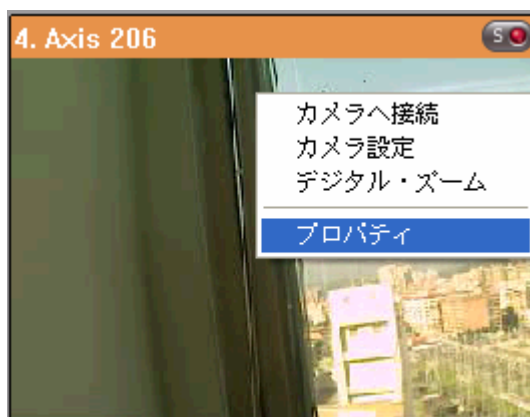 4. Axis 206
S
カメラへ接続
カメラ設定
デジタル・ズーム
プロパティ